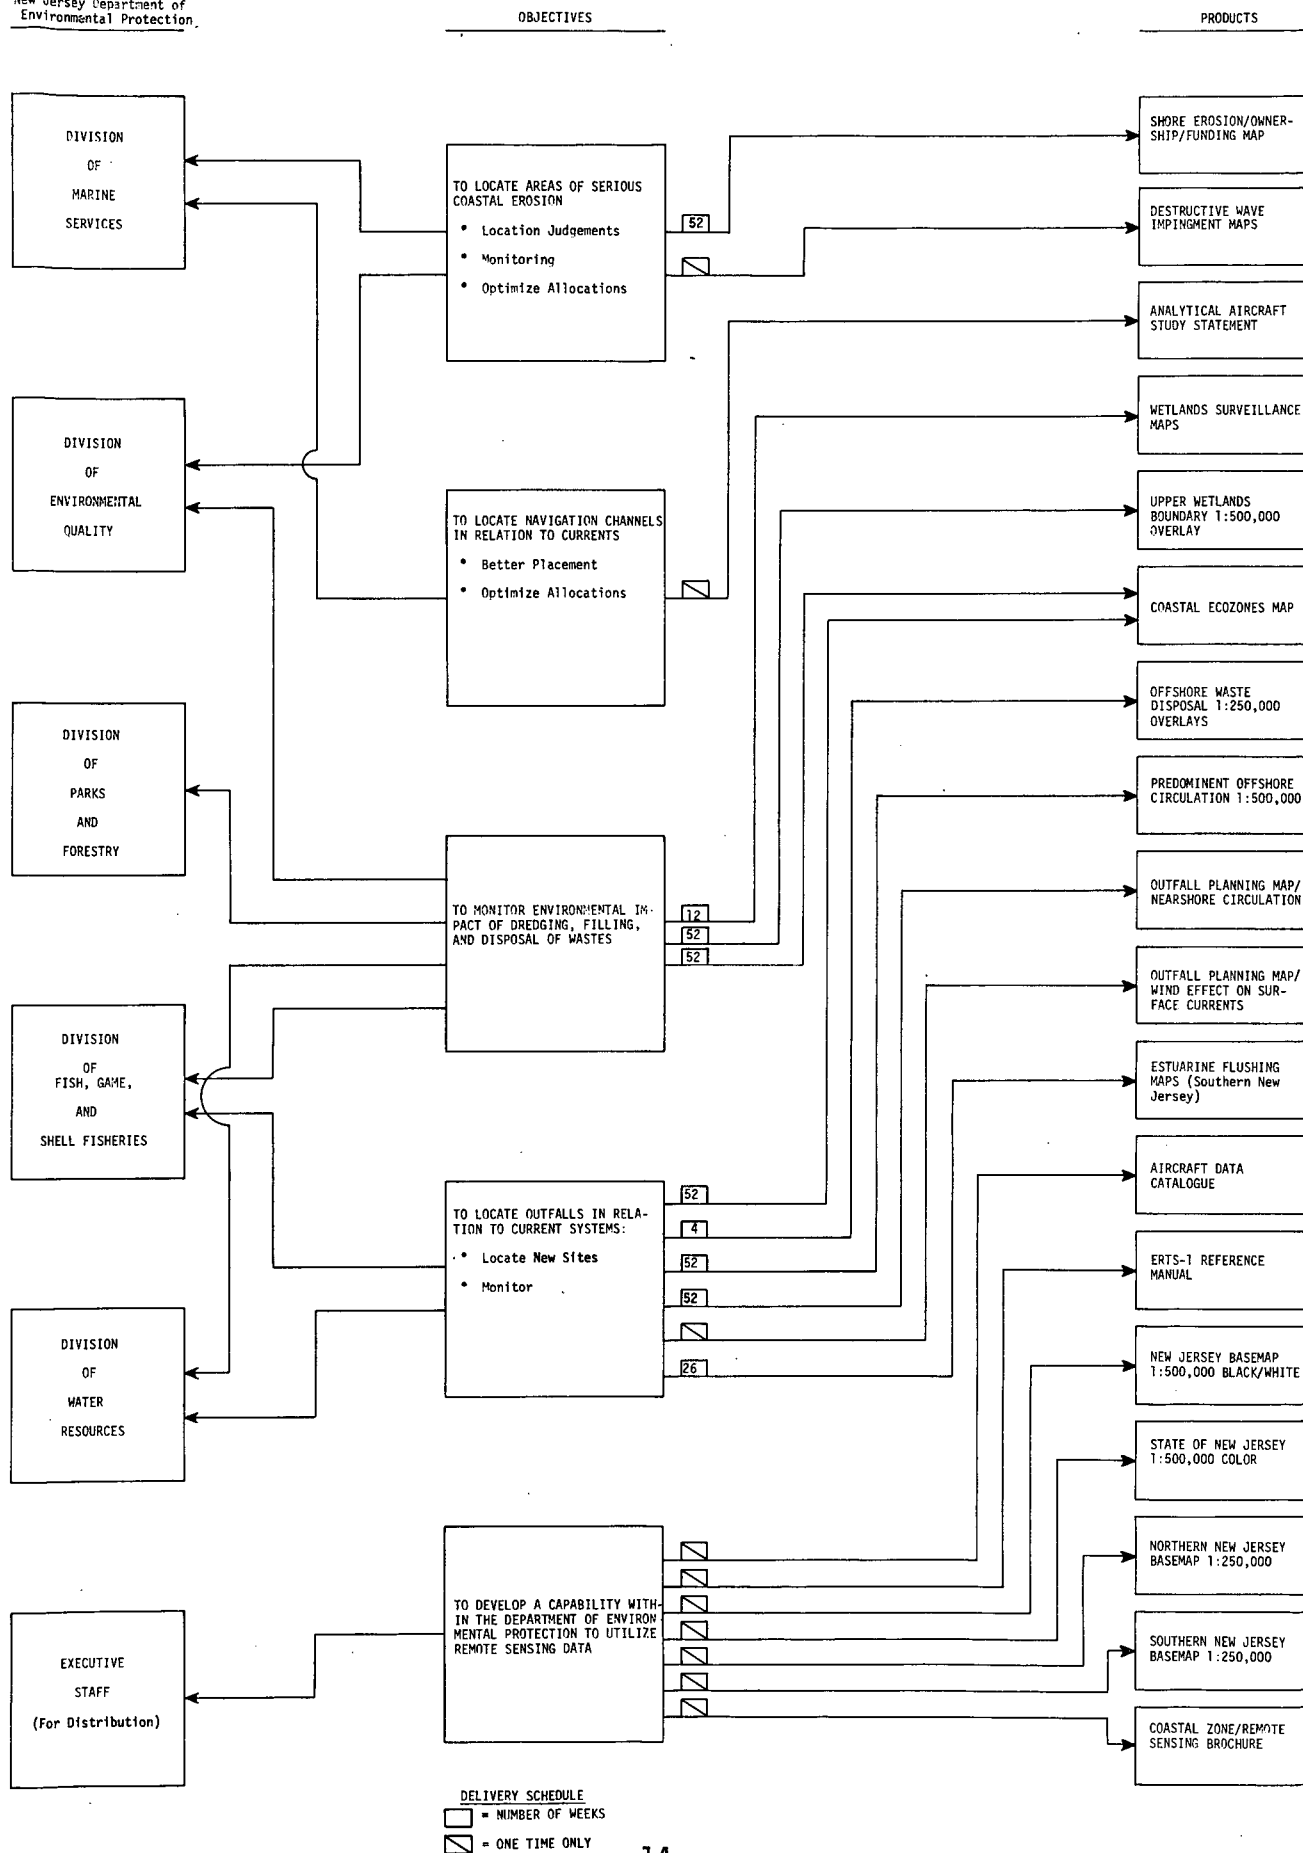 New Jersey Department of
Environmental Protection
OBJECTIVES
PRODUCTS
DIVISION
OF
MARINE
SERVICES
DIVISION
OF
ENVIRONMENTAL
QUALITY
DIVISION
OF
PARKS
AND
FORESTRY
DIVISION
OF
FISH, GAME,
AND
SHELL FISHERIES
DIVISION
OF
WATER
RESOURCES
EXECUTIVE
STAFF
(For Distribution)
TO LOCATE AREAS OF SERIOUS
COASTAL EROSION
• Location Judgements
• Monitoring
• Optimize Allocations
52
TO LOCATE NAVIGATION CHANNELS
IN RELATION TO CURRENTS
• Better Placement
• Optimize Allocations
TO MONITOR ENVIRONMENTAL IM-
PACT OF DREDGING, FILLING,
AND DISPOSAL OF WASTES
12
52
52
TO LOCATE OUTFALLS IN RELA-
TION TO CURRENT SYSTEMS:
• Locate New Sites
• Monitor
52
4
52
52
26
TO DEVELOP A CAPABILITY WITH-
IN THE DEPARTMENT OF ENVIRON
MENTAL PROTECTION TO UTILIZE
REMOTE SENSING DATA
SHORE EROSION/OWNER-
SHIP/FUNDING MAP
DESTRUCTIVE WAVE
IMPINGMENT MAPS
ANALYTICAL AIRCRAFT
STUDY STATEMENT
WETLANDS SURVEILLANCE
MAPS
UPPER WETLANDS
BOUNDARY 1:500,000
OVERLAY
COASTAL ECOZONES MAP
OFFSHORE WASTE
DISPOSAL 1:250,000
OVERLAYS
PREDOMINENT OFFSHORE
CIRCULATION 1:500,000
OUTFALL PLANNING MAP/
NEARSHORE CIRCULATION
OUTFALL PLANNING MAP/
WIND EFFECT ON SUR-
FACE CURRENTS
ESTUARINE FLUSHING
MAPS (Southern New
Jersey)
AIRCRAFT DATA
CATALOGUE
ERTS-1 REFERENCE
MANUAL
NEW JERSEY BASEMAP
1:500,000 BLACK/WHITE
STATE OF NEW JERSEY
1:500,000 COLOR
NORTHERN NEW JERSEY
BASEMAP 1:250,000
SOUTHERN NEW JERSEY
BASEMAP 1:250,000
COASTAL ZONE/REMOTE
SENSING BROCHURE
DELIVERY SCHEDULE
= NUMBER OF WEEKS
= ONE TIME ONLY